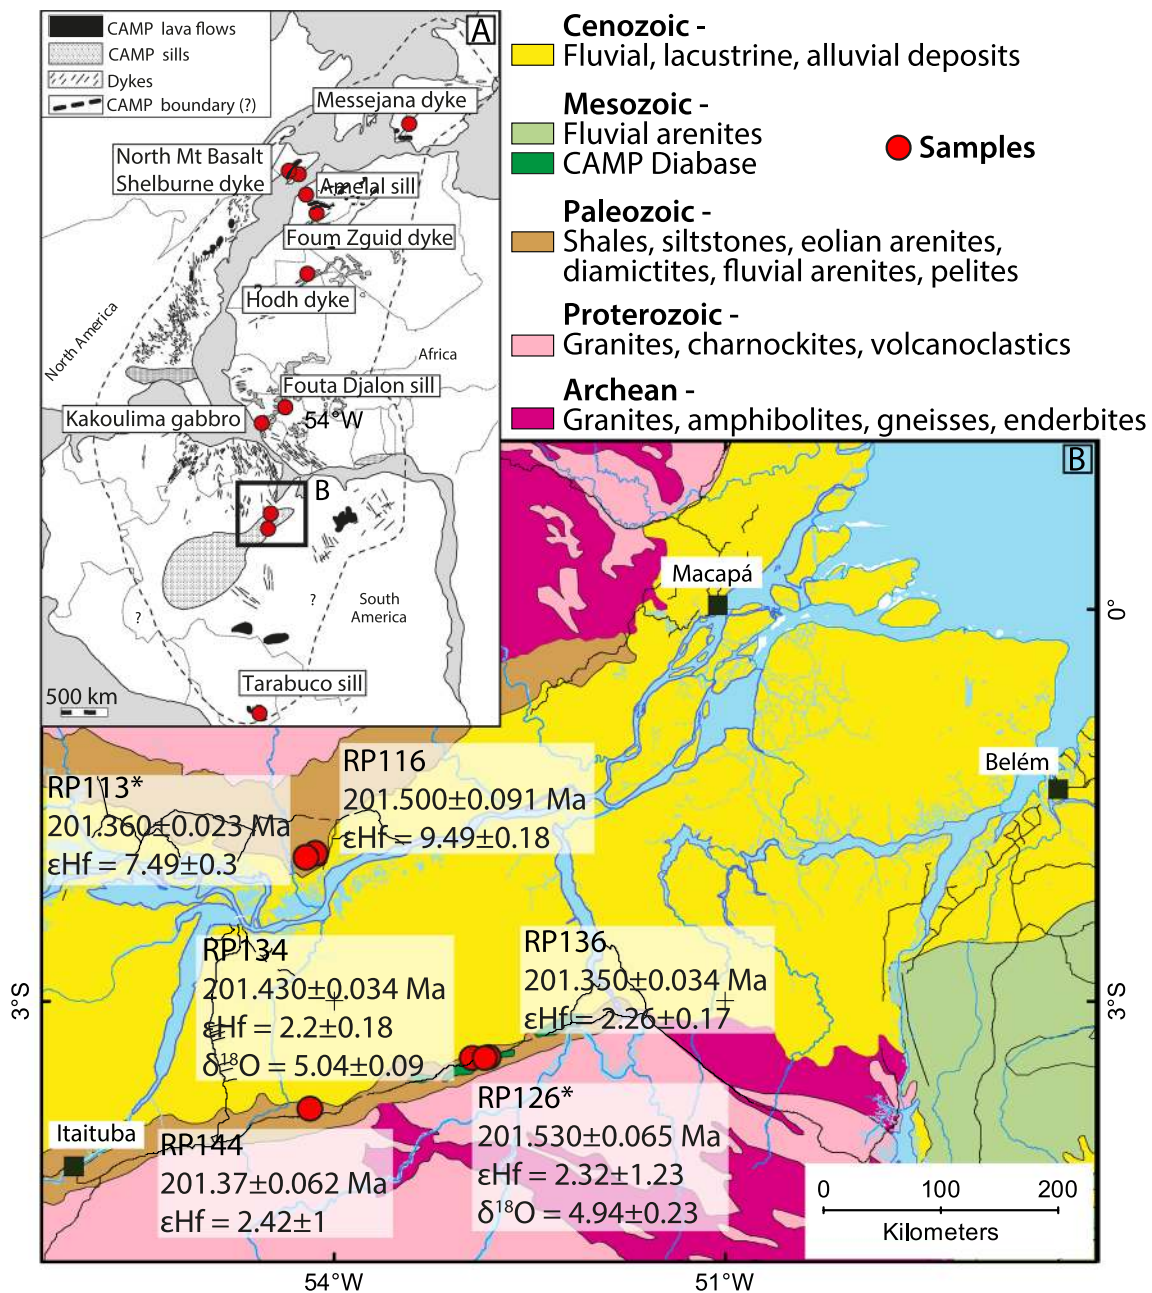 A
CAMP lava flows
CAMP sills
Dykes
CAMP boundary (?)
Messejana dyke
North Mt Basalt
Shelburne dyke
Amelal sill
Foum Zguid dyke
Hodh dyke
North America
Africa
Fouta Djalon sill
Kakoulima gabbro
54°W
B
?
?
South
America
Tarabuco sill
500 km
Cenozoic -
Fluvial, lacustrine, alluvial deposits
Mesozoic -
Fluvial arenites
CAMP Diabase
Samples
Paleozoic -
Shales, siltstones, eolian arenites,
diamictites, fluvial arenites, pelites
Proterozoic -
Granites, charnockites, volcanoclastics
Archean -
Granites, amphibolites, gneisses, enderbites
B
Macapá
0°
Belém
RP113*
201.360±0.023 Ma
εHf = 7.49±0.3
RP116
201.500±0.091 Ma
εHf = 9.49±0.18
RP134
201.430±0.034 Ma
εHf = 2.2±0.18
δ¹⁸O = 5.04±0.09
RP136
201.350±0.034 Ma
εHf = 2.26±0.17
3°S
3°S
Itaituba
RP144
201.37±0.062 Ma
εHf = 2.42±1
RP126*
201.530±0.065 Ma
εHf = 2.32±1.23
δ¹⁸O = 4.94±0.23
0 100 200
Kilometers
54°W
51°W